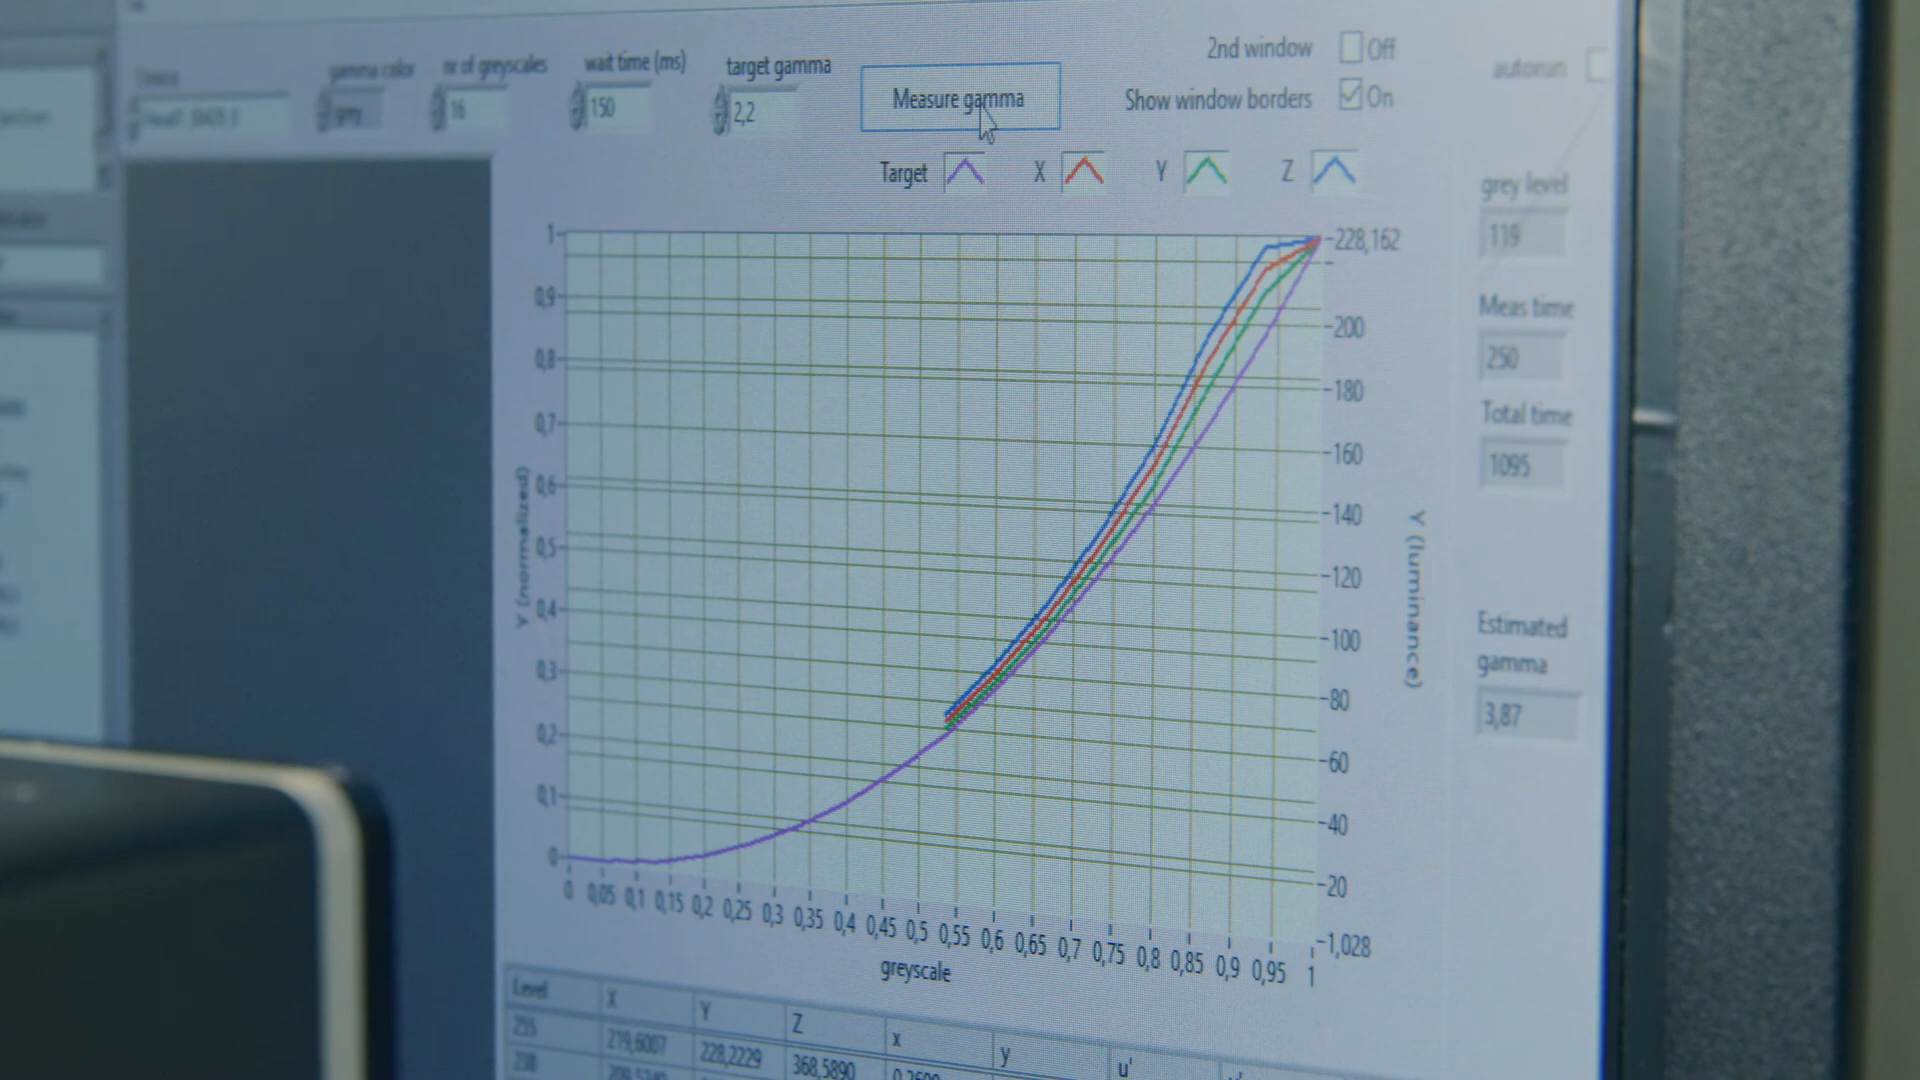 gamma color
nr of greyscales
wait time (ms)
target gamma
16
150
2,2
Measure gamma
2nd window Off
Show window borders On
autorun
Target X Y Z
grey level
119
Meas time
250
Total time
1095
Estimated
gamma
3,87
Y (normalized)
1
0,9
0,8
0,7
0,6
0,5
0,4
0,3
0,2
0,1
0
228,162
200
180
160
140
120
100
80
60
40
20
1,028
Y (luminance)
0 0,05 0,1 0,15 0,2 0,25 0,3 0,35 0,4 0,45 0,5 0,55 0,6 0,65 0,7 0,75 0,8 0,85 0,9 0,95 1
greyscale
Level X Y Z x y u'
255 219,6007 228,2229 368,5890
238